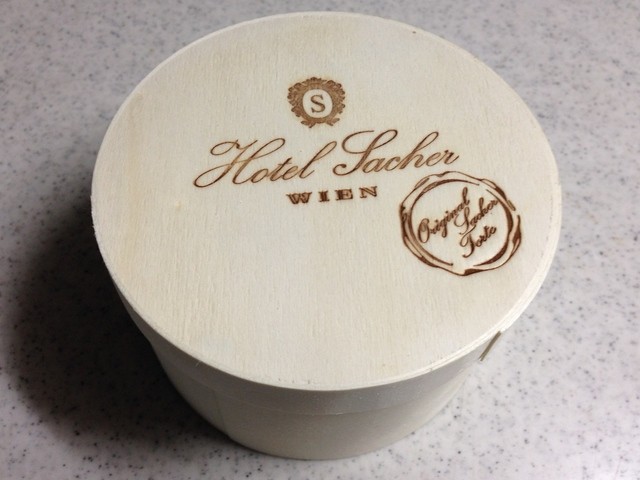 S
Hotel Sacher
WIEN
Original
Sacher
Torte